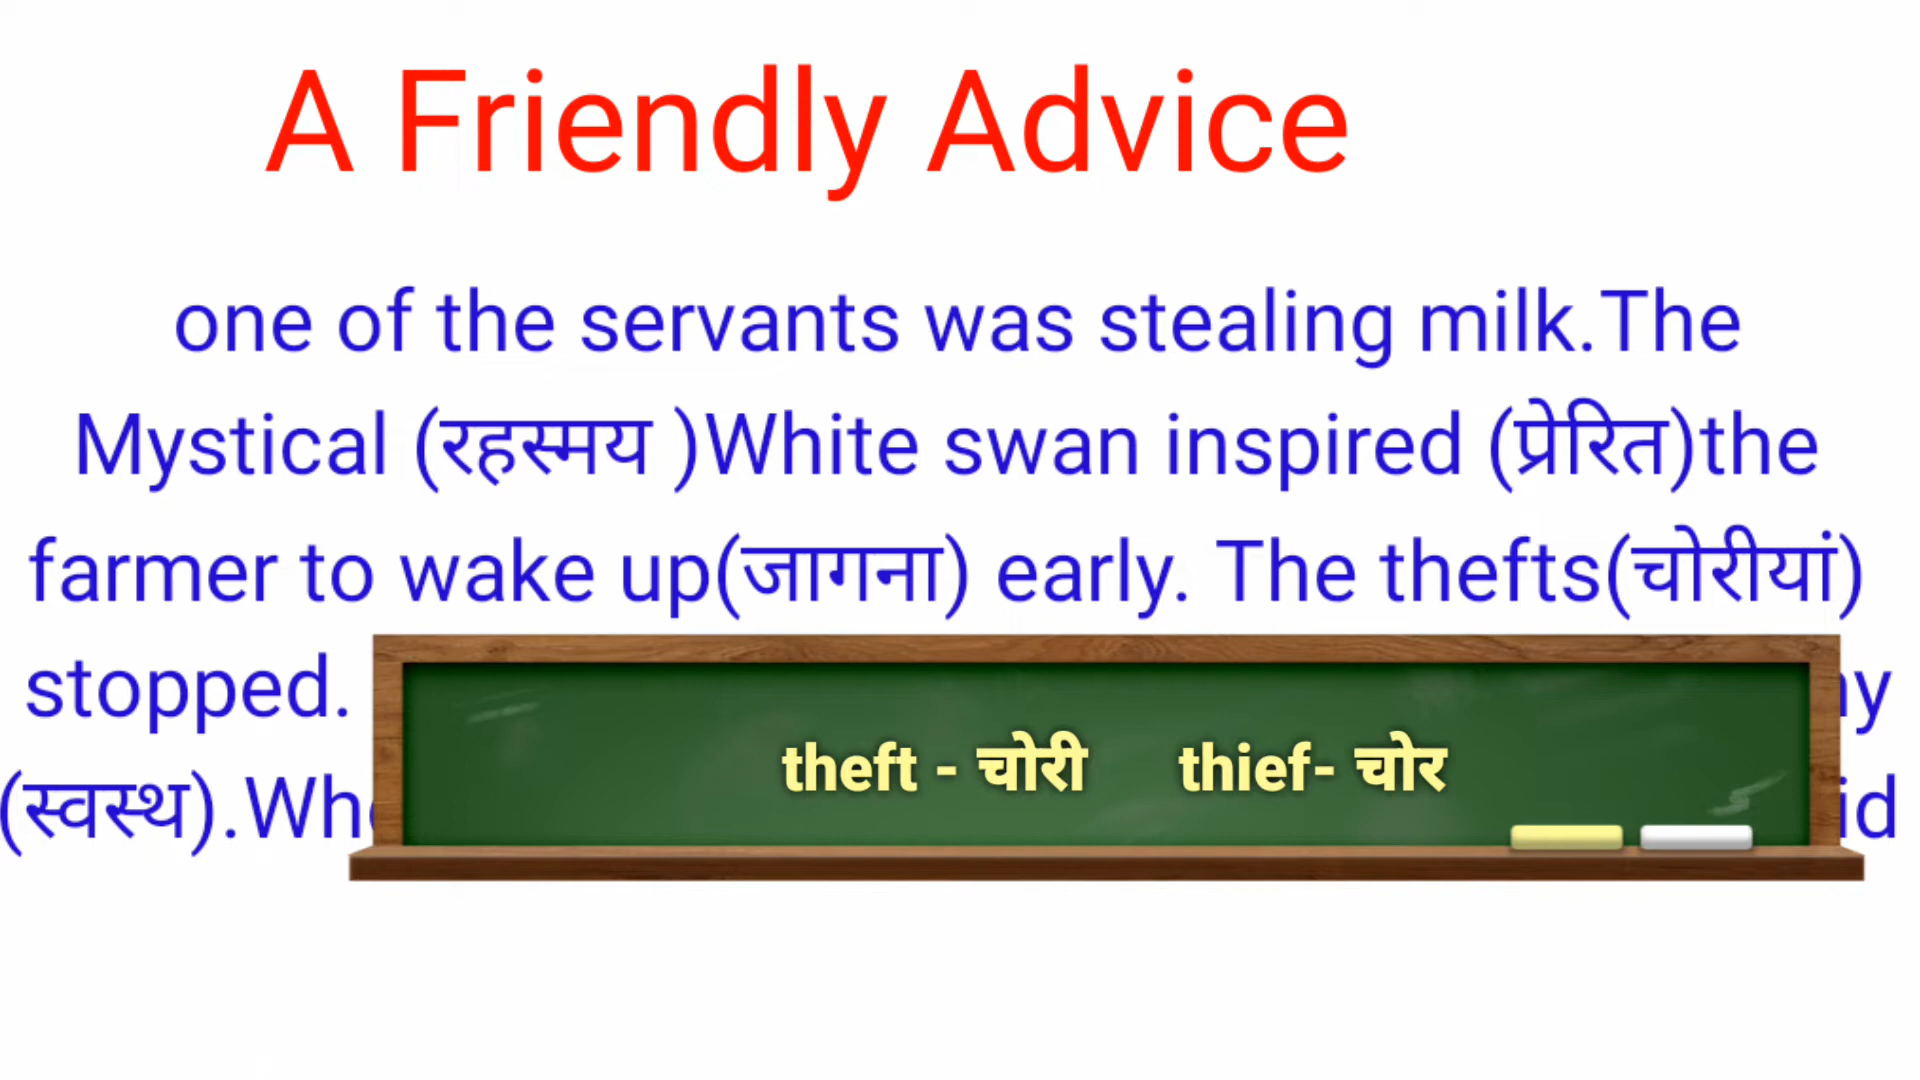 A Friendly Advice
one of the servants was stealing milk.The
Mystical (रहस्मय )White swan inspired (प्रेरित)the
farmer to wake up(जागना) early. The thefts(चोरीयां)
stopped.
(स्वस्थ).
theft - चोरी thief- चोर